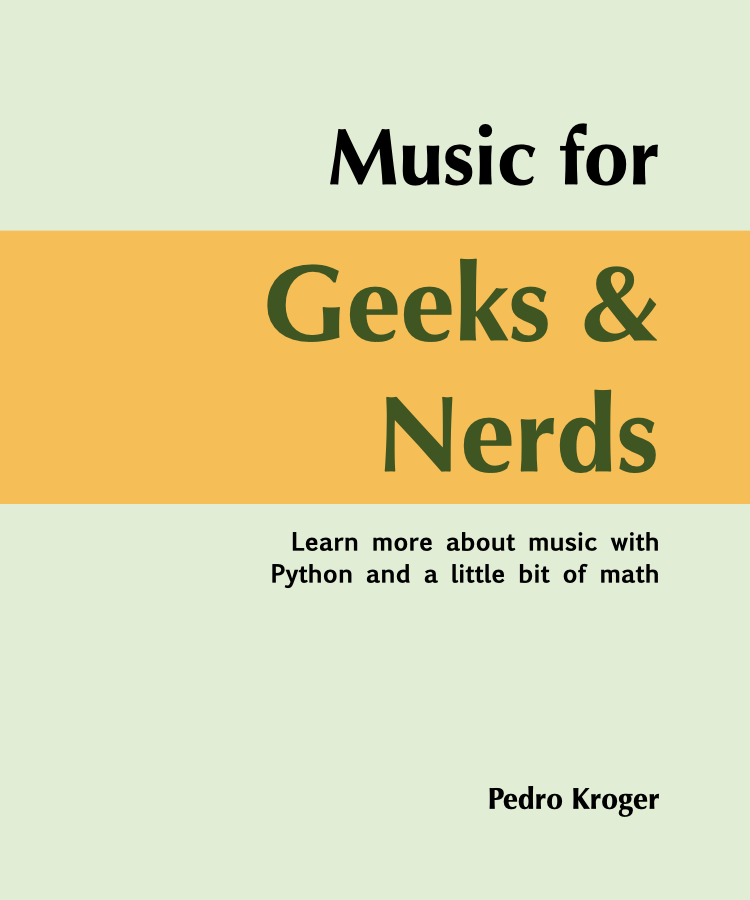 Music for
Geeks &
Nerds
Learn more about music with
Python and a little bit of math
Pedro Kroger